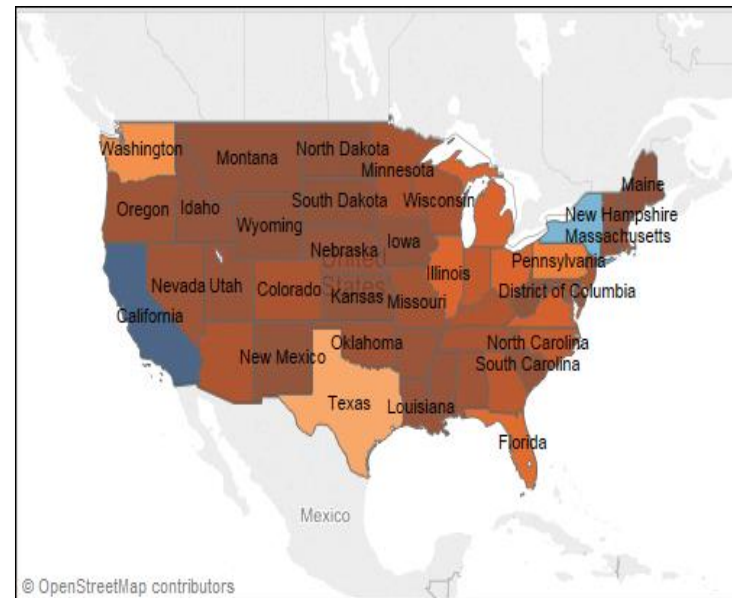 Washington
Montana
North Dakota
Minnesota
Maine
Oregon
Idaho
South Dakota
Wisconsin
New Hampshire
Wyoming
Massachusetts
Nebraska
Iowa
United
States
Pennsylvania
Nevada
Utah
Colorado
Kansas
Missouri
Illinois
District of Columbia
California
Oklahoma
North Carolina
New Mexico
South Carolina
Texas
Louisiana
Florida
Mexico
© OpenStreetMap contributors